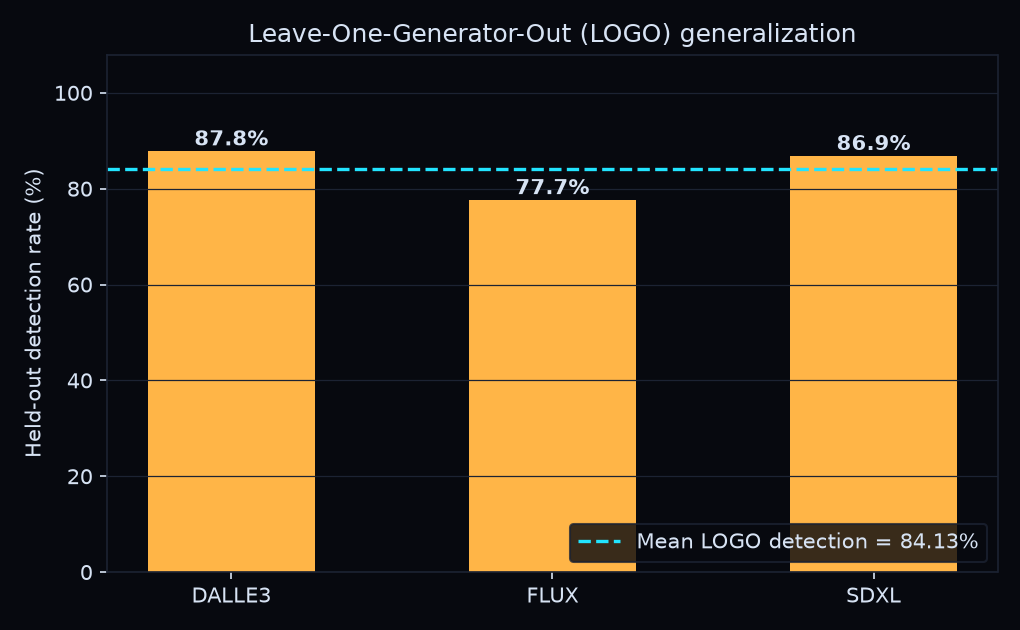 Leave-One-Generator-Out (LOGO) generalization
Held-out detection rate (%)
100
80
60
40
20
0
87.8%
77.7%
86.9%
Mean LOGO detection = 84.13%
DALLE3
FLUX
SDXL